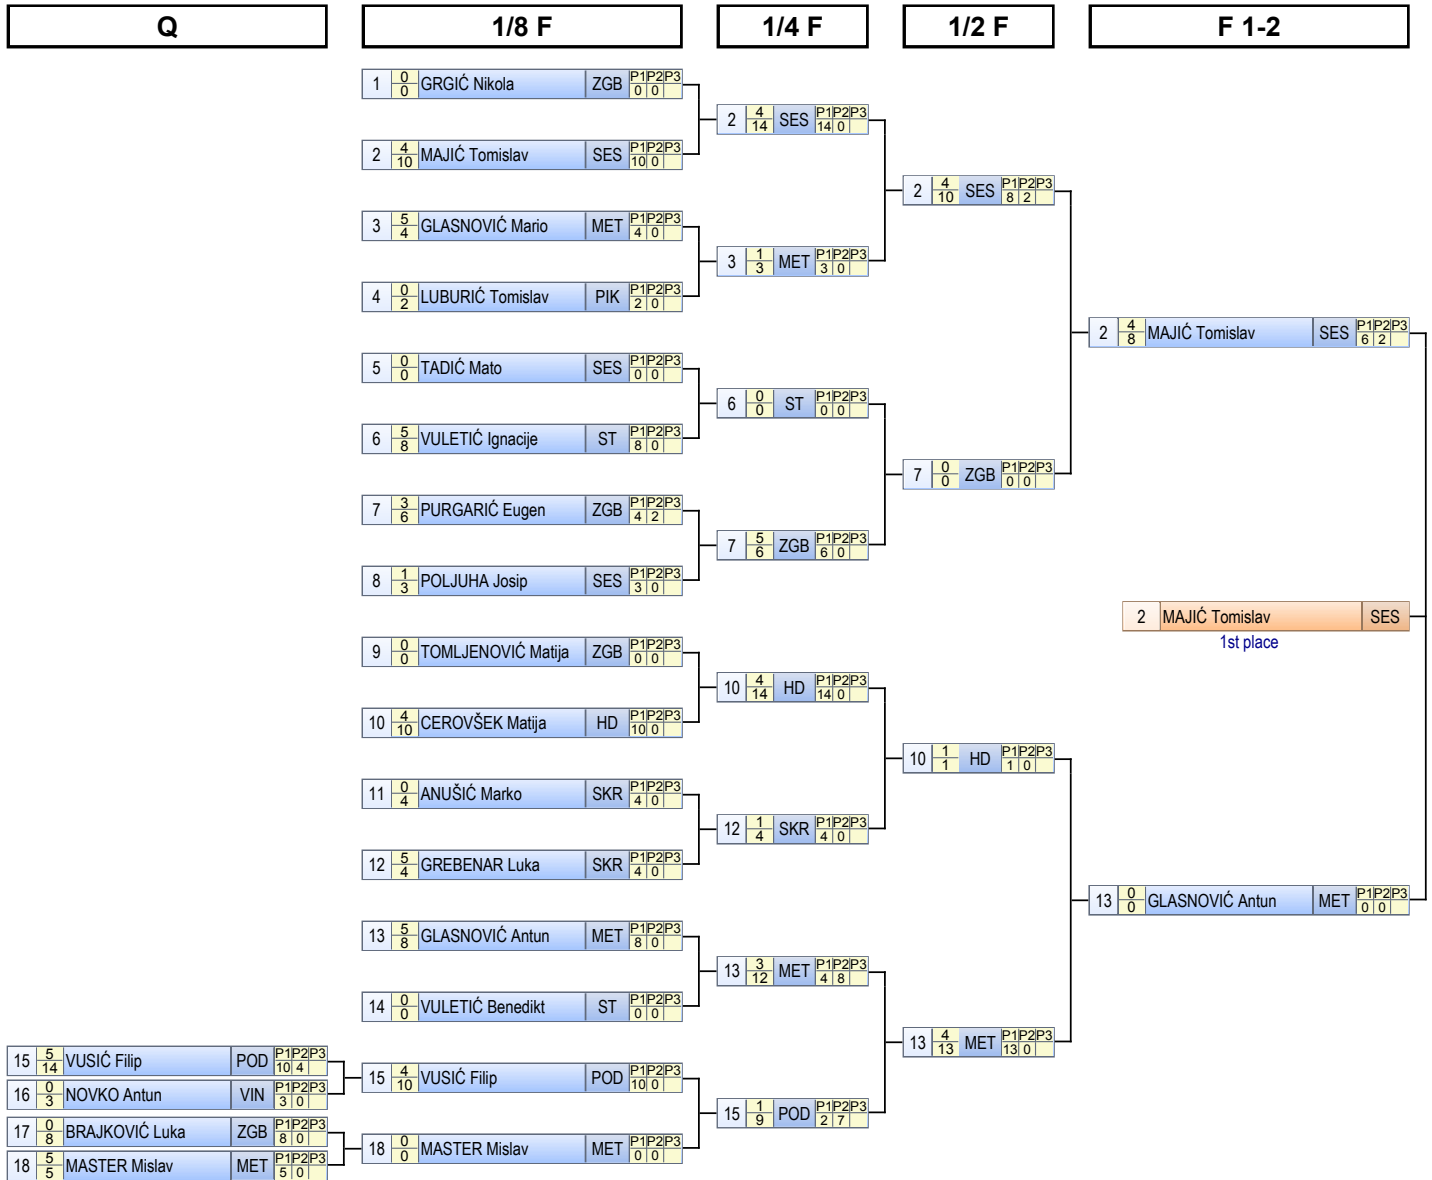 Q 1/8 F 1/4 F 1/2 F F 1-2
1 0 0 GRGIĆ Nikola ZGB P1 P2 P3 0 0
2 4 14 SES P1 P2 P3 14 0
2 4 10 MAJIĆ Tomislav SES P1 P2 P3 10 0
2 4 10 SES P1 P2 P3 8 2
3 5 4 GLASNOVIĆ Mario MET P1 P2 P3 4 0
3 1 3 MET P1 P2 P3 3 0
4 0 2 LUBURIĆ Tomislav PIK P1 P2 P3 2 0
2 4 8 MAJIĆ Tomislav SES P1 P2 P3 6 2
5 0 0 TADIĆ Mato SES P1 P2 P3 0 0
6 0 0 ST P1 P2 P3 0 0
6 5 8 VULETIĆ Ignacije ST P1 P2 P3 8 0
7 0 0 ZGB P1 P2 P3 0 0
7 3 6 PURGARIĆ Eugen ZGB P1 P2 P3 4 2
7 5 6 ZGB P1 P2 P3 6 0
8 1 3 POLJUHA Josip SES P1 P2 P3 3 0
2 MAJIĆ Tomislav SES
1st place
9 0 0 TOMLJENOVIĆ Matija ZGB P1 P2 P3 0 0
10 4 14 HD P1 P2 P3 14 0
10 4 10 CEROVŠEK Matija HD P1 P2 P3 10 0
10 1 1 HD P1 P2 P3 1 0
11 0 4 ANUŠIĆ Marko SKR P1 P2 P3 4 0
12 1 4 SKR P1 P2 P3 4 0
12 5 4 GREBENAR Luka SKR P1 P2 P3 4 0
13 0 0 GLASNOVIĆ Antun MET P1 P2 P3 0 0
13 5 8 GLASNOVIĆ Antun MET P1 P2 P3 8 0
13 3 12 MET P1 P2 P3 4 8
14 0 0 VULETIĆ Benedikt ST P1 P2 P3 0 0
13 4 13 MET P1 P2 P3 13 0
15 5 14 VUSIĆ Filip POD P1 P2 P3 10 4
15 4 10 VUSIĆ Filip POD P1 P2 P3 10 0
16 0 3 NOVKO Antun VIN P1 P2 P3 3 0
15 1 9 POD P1 P2 P3 2 7
17 0 8 BRAJKOVIĆ Luka ZGB P1 P2 P3 8 0
18 0 0 MASTER Mislav MET P1 P2 P3 0 0
18 5 5 MASTER Mislav MET P1 P2 P3 5 0